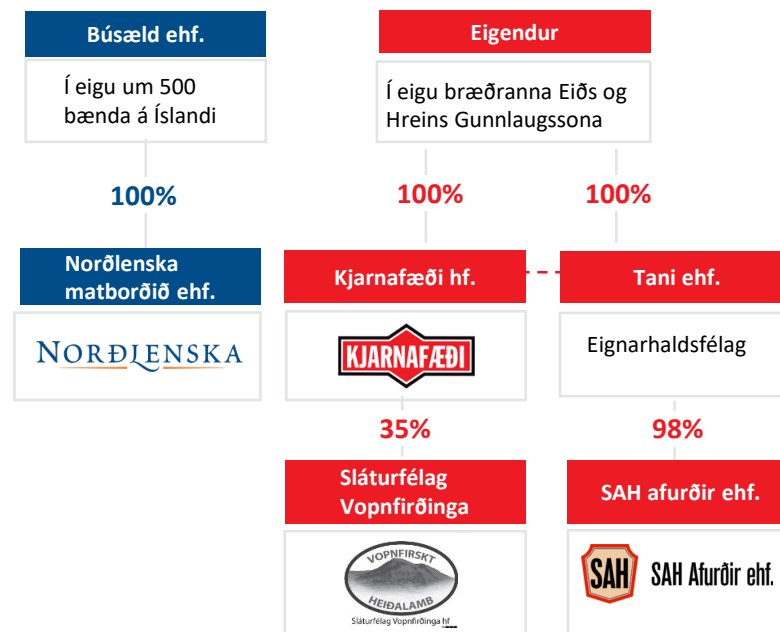 Búsæld ehf.
Eigendur
Í eigu um 500
bænda á Íslandi
Í eigu bræðranna Eiðs og
Hreins Gunnlaugssona
100%
100%
100%
Norðlenska
matborðið ehf.
Kjarnafæði hf.
Tani ehf.
NORÐLENSKA
KJARNAFÆÐI
Eignarhaldsfélag
35%
98%
Sláturfélag
Vopnfirðinga
SAH afurðir ehf.
VOPNFIRSKT
HEIÐALAMB
Sláturfélag Vopnfirðinga hf
SAH
SAH Afurðir ehf.